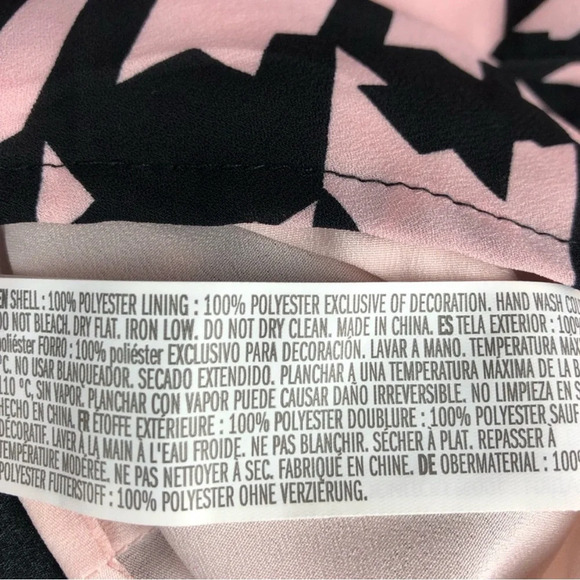 EN SHELL : 100% POLYESTER LINING : 100% POLYESTER EXCLUSIVE OF DECORATION. HAND WASH
DO NOT BLEACH. DRY FLAT. IRON LOW. DO NOT DRY CLEAN. MADE IN CHINA. ES TELA EXTERIOR :
poliéster FORRO : 100% poliéster EXCLUSIVO PARA DECORACIÓN. LAVAR A MANO. TEMPERATURA
°C. NO USAR BLANQUEADOR. SECADO EXTENDIDO. PLANCHAR A UNA TEMPERATURA MÁXIMA DE LA
110 °C, SIN VAPOR. PLANCHAR CON VAPOR PUEDE CAUSAR DAÑO IRREVERSIBLE. NO LIMPIEZA EN
HECHO EN CHINA. FR ÉTOFFE EXTÉRIEURE : 100% POLYESTER DOUBLURE : 100% POLYESTER SAUF
DÉCORATIF. LAVER À LA MAIN À L'EAU FROIDE. NE PAS BLANCHIR. SÉCHER À PLAT. REPASSER À
TEMPÉRATURE MODÉRÉE. NE PAS NETTOYER À SEC. FABRIQUÉ EN CHINE. DE OBERMATERIAL :
POLYESTER FUTTERSTOFF : 100% POLYESTER OHNE VERZIERUNG.